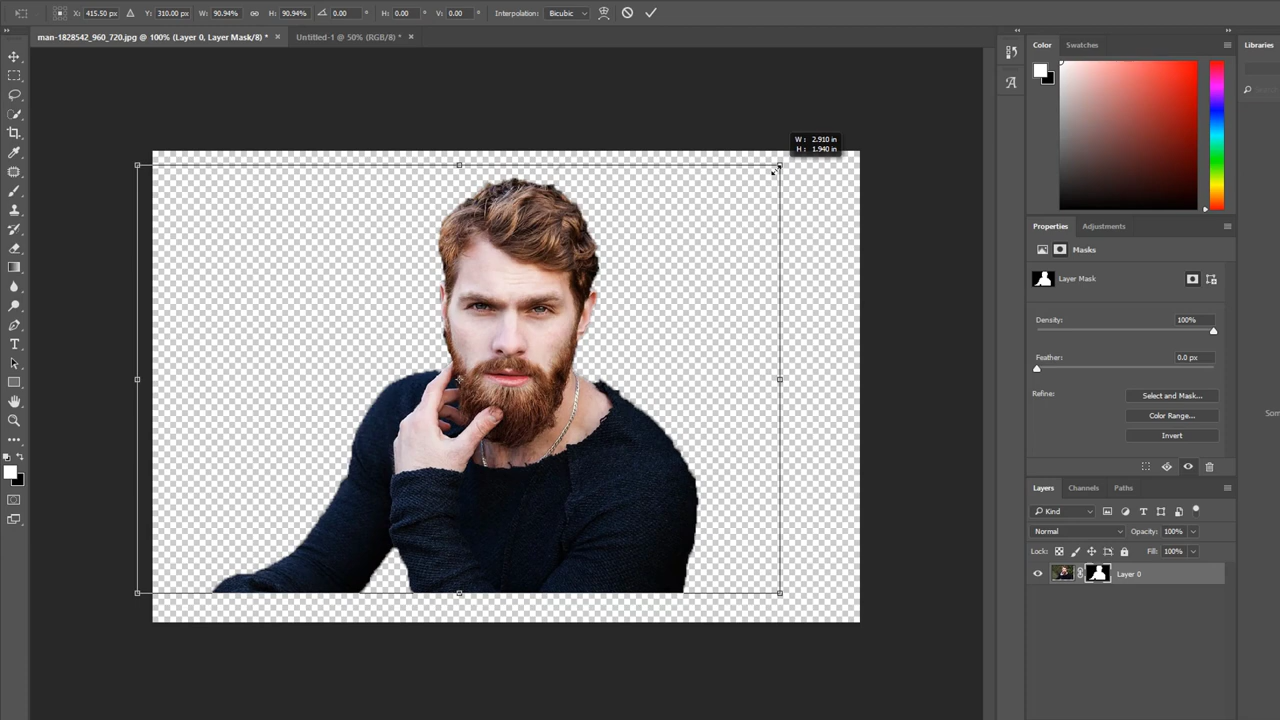 X: 415.50 px Y: 310.00 px W: 90.94% H: 90.94% 0.00 ° H: 0.00 ° V: 0.00 ° Interpolation: Bicubic
man-1828542_960_720.jpg @ 100% (Layer 0, Layer Mask/8) * × Untitled-1 @ 50% (RGB/8) * ×
Color Swatches
Libraries
W: 2.910 in
H: 1.940 in
Properties Adjustments
Masks
Layer Mask
Density: 100%
Feather: 0.0 px
Refine: Select and Mask...
Color Range...
Invert
Som
Layers Channels Paths
Kind
Normal Opacity: 100%
Lock: Fill: 100%
Layer 0